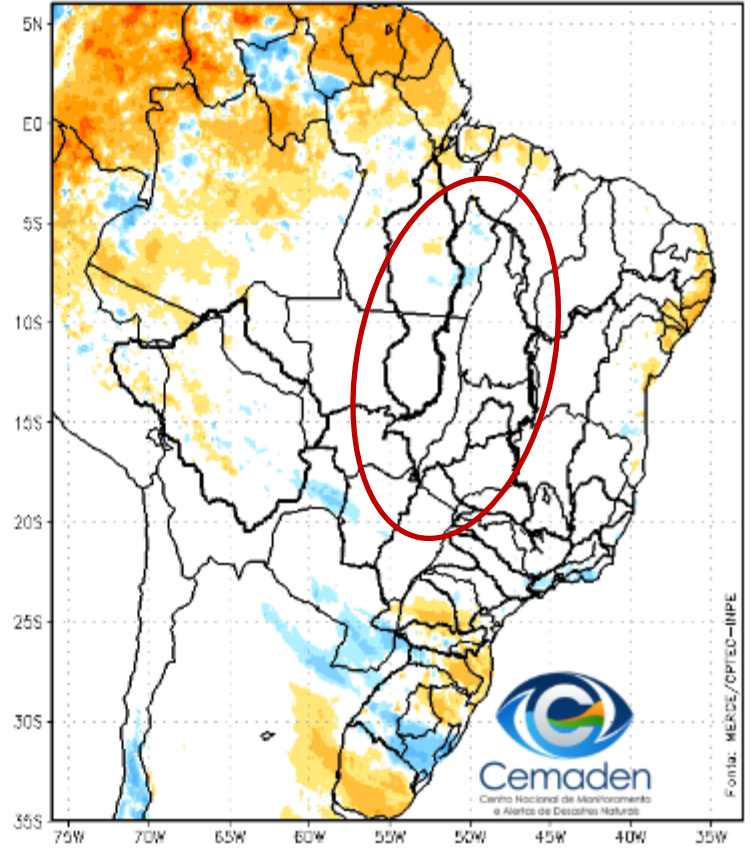 5N
EQ
5S
10S
15S
20S
25S
30S
35S
75W 70W 65W 60W 55W 50W 45W 40W 35W
Fonte: MERGE/CPTEC-INPE
Cemaden
Centro Nacional de Monitoramento
e Alertas de Desastres Naturais